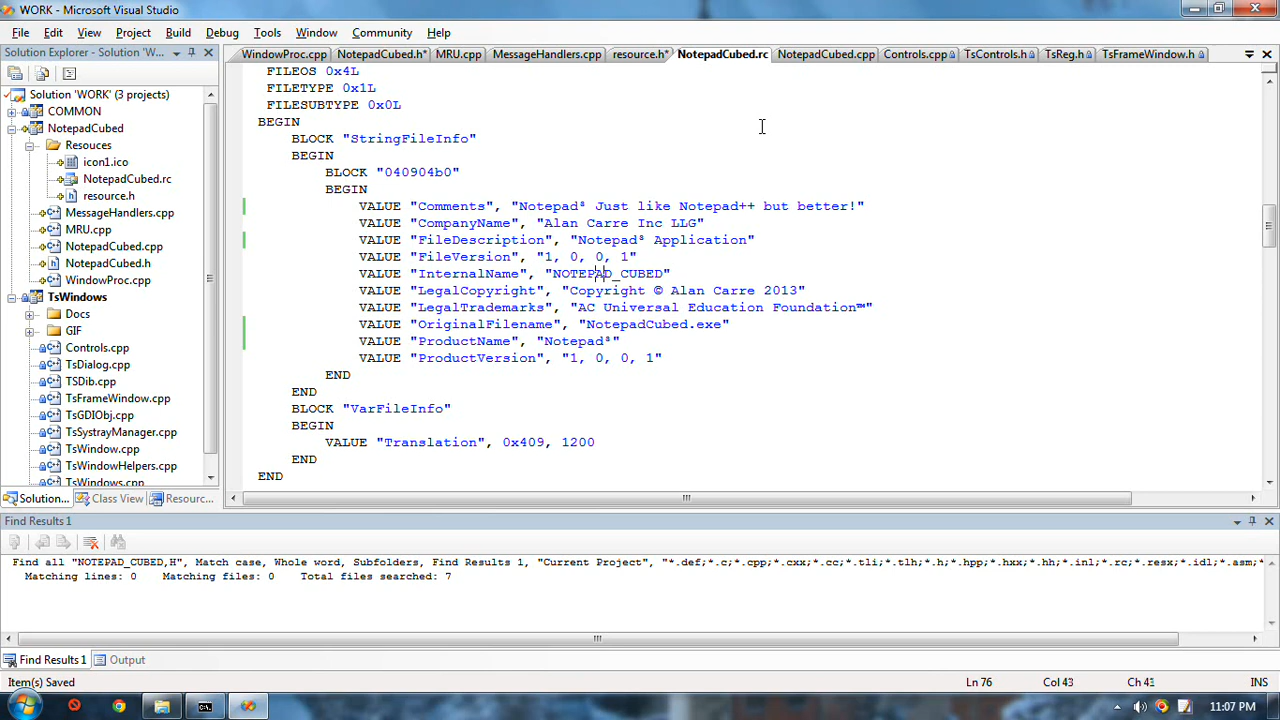 WORK - Microsoft Visual Studio
File Edit View Project Build Debug Tools Window Community Help
Solution Explorer - Solution 'W...
WindowProc.cpp NotepadCubed.h* MRU.cpp MessageHandlers.cpp resource.h* NotepadCubed.rc NotepadCubed.cpp Controls.cpp TsControls.h TsReg.h TsFrameWindow.h
Solution 'WORK' (3 projects)
COMMON
NotepadCubed
Resouces
icon1.ico
NotepadCubed.rc
resource.h
MessageHandlers.cpp
MRU.cpp
NotepadCubed.cpp
NotepadCubed.h
WindowProc.cpp
TsWindows
Docs
GIF
Controls.cpp
TsDialog.cpp
TSDib.cpp
TsFrameWindow.cpp
TsGDIObj.cpp
TsSystrayManager.cpp
TsWindow.cpp
TsWindowHelpers.cpp
TsWindows.cpp
Solution... Class View Resourc...
FILEOS 0x4L
FILETYPE 0x1L
FILESUBTYPE 0x0L
BEGIN
BLOCK "StringFileInfo"
BEGIN
BLOCK "040904b0"
BEGIN
VALUE "Comments", "Notepad³ Just like Notepad++ but better!"
VALUE "CompanyName", "Alan Carre Inc LLG"
VALUE "FileDescription", "Notepad³ Application"
VALUE "FileVersion", "1, 0, 0, 1"
VALUE "InternalName", "NOTEPAD_CUBED"
VALUE "LegalCopyright", "Copyright © Alan Carre 2013"
VALUE "LegalTrademarks", "AC Universal Education Foundation™"
VALUE "OriginalFilename", "NotepadCubed.exe"
VALUE "ProductName", "Notepad³"
VALUE "ProductVersion", "1, 0, 0, 1"
END
END
BLOCK "VarFileInfo"
BEGIN
VALUE "Translation", 0x409, 1200
END
END
Find Results 1
Find all "NOTEPAD_CUBED,H", Match case, Whole word, Subfolders, Find Results 1, "Current Project", "*.def;*.c;*.cpp;*.cxx;*.cc;*.tli;*.tlh;*.h;*.hpp;*.hxx;*.hh;*.inl;*.rc;*.resx;*.idl;*.asm;*
Matching lines: 0 Matching files: 0 Total files searched: 7
Find Results 1 Output
Item(s) Saved Ln 76 Col 43 Ch 41 INS
11:07 PM